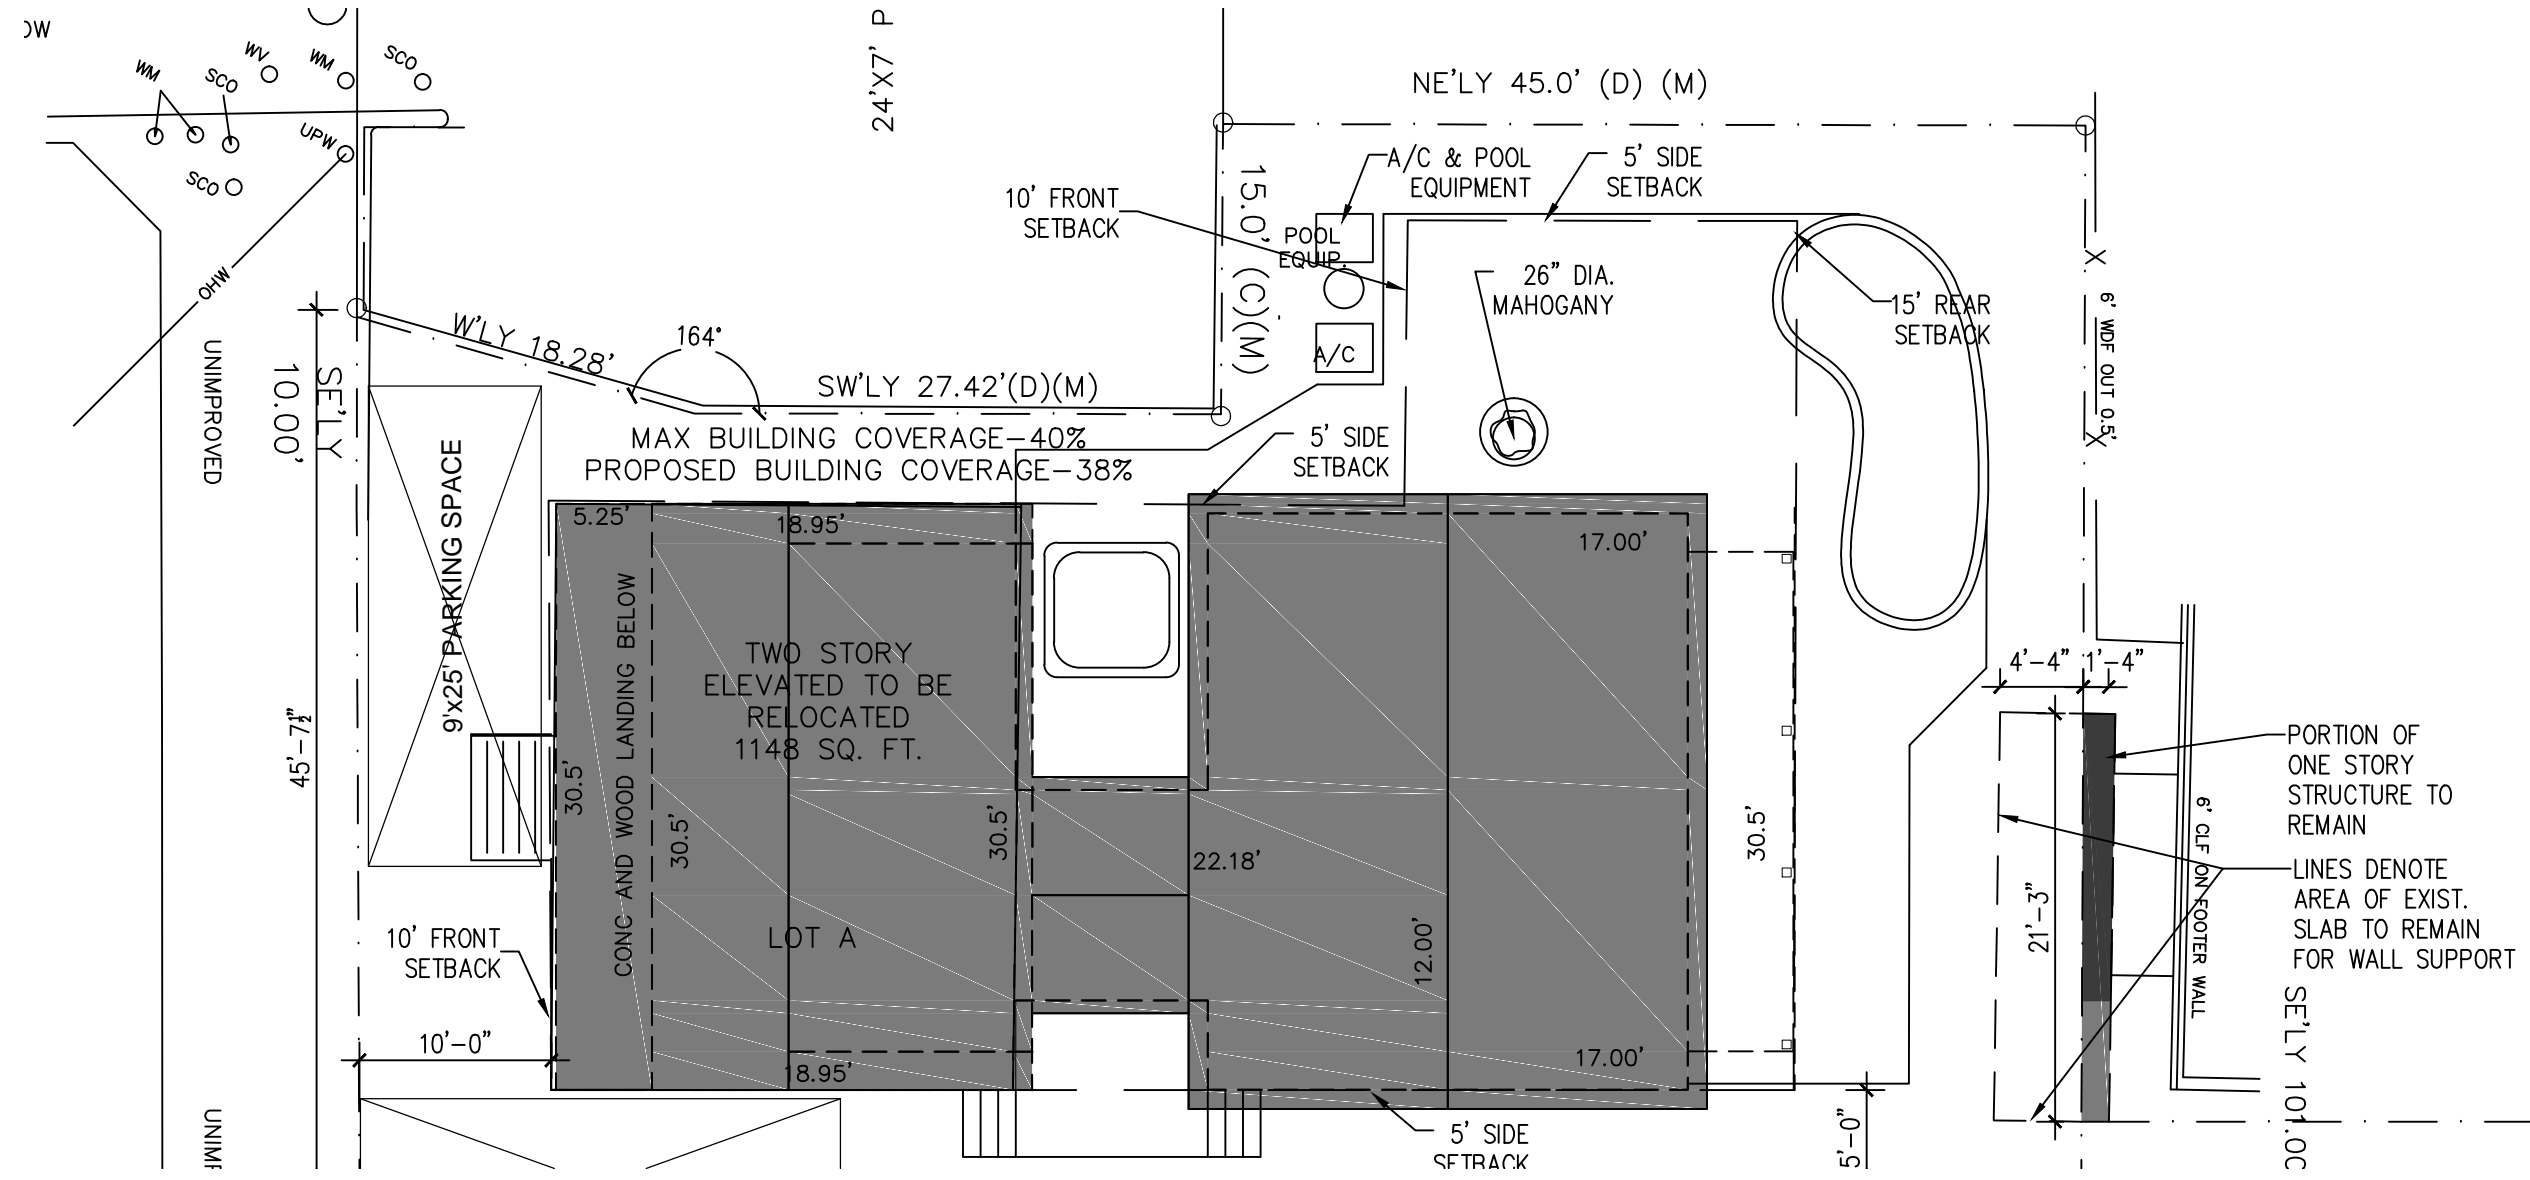 OW
WM
SCO
WV
WM
SCO
UPW
SCO
OHW
24'X7' P
NE'LY 45.0' (D) (M)
A/C & POOL
EQUIPMENT
5' SIDE
SETBACK
10' FRONT
SETBACK
15.0' (C)(M)
POOL
EQUIP.
A/C
26" DIA.
MAHOGANY
15' REAR
SETBACK
X
6' WDF OUT 0.5'
X
W'LY 18.28'
164°
SW'LY 27.42'(D)(M)
MAX BUILDING COVERAGE-40%
PROPOSED BUILDING COVERAGE-38%
5' SIDE
SETBACK
UNIMPROVED
SE'LY
10.00'
9'x25' PARKING SPACE
45'-7½"
5.25'
18.95'
17.00'
CONC AND WOOD LANDING BELOW
TWO STORY
ELEVATED TO BE
RELOCATED
1148 SQ. FT.
30.5'
30.5'
30.5'
22.18'
30.5'
12.00'
LOT A
10' FRONT
SETBACK
10'-0"
18.95'
17.00'
5' SIDE
SETBACK
5'-0"
4'-4"
1'-4"
21'-3"
PORTION OF
ONE STORY
STRUCTURE TO
REMAIN
LINES DENOTE
AREA OF EXIST.
SLAB TO REMAIN
FOR WALL SUPPORT
6' CLF ON FOOTER WALL
SE'LY 101.00